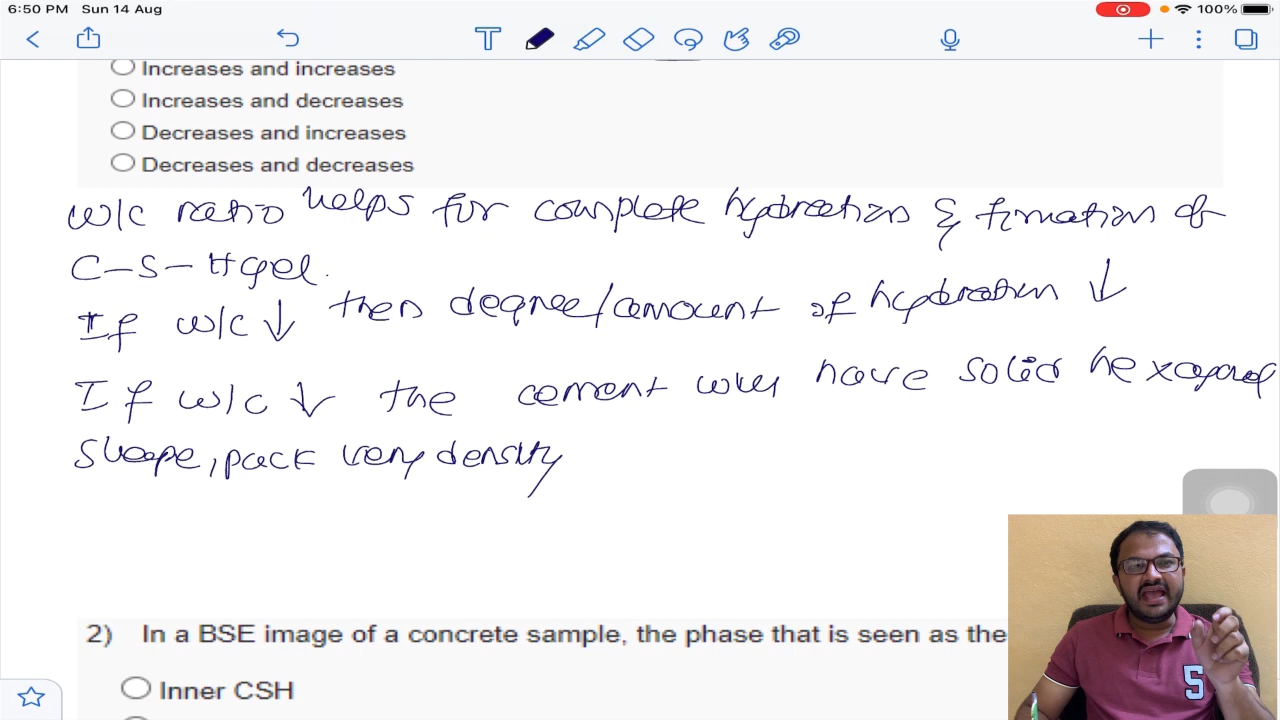 6:50 PM Sun 14 Aug
100%
T
Increases and increases
Increases and decreases
Decreases and increases
Decreases and decreases
w/c ratio helps for complete hydration & formation of
C-S-H gel.
If w/c ↓ then degree/amount of hydration ↓
If w/c ↓ the cement will have solid hexagonal
shape, pack very density
2) In a BSE image of a concrete sample, the phase that is seen as the
Inner CSH
S